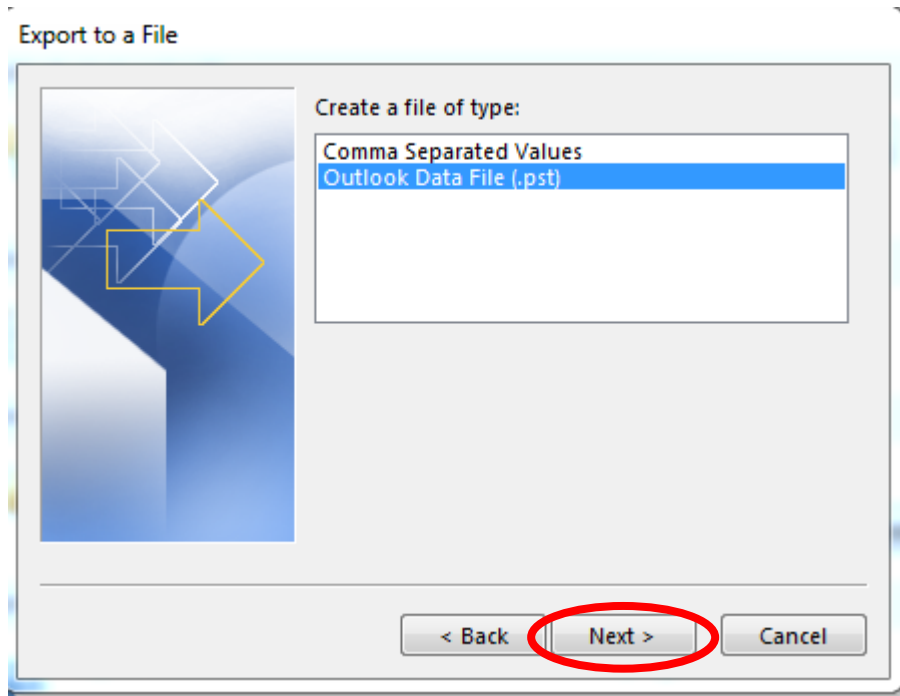 Export to a File
Create a file of type:
Comma Separated Values
Outlook Data File (.pst)
< Back
Next >
Cancel